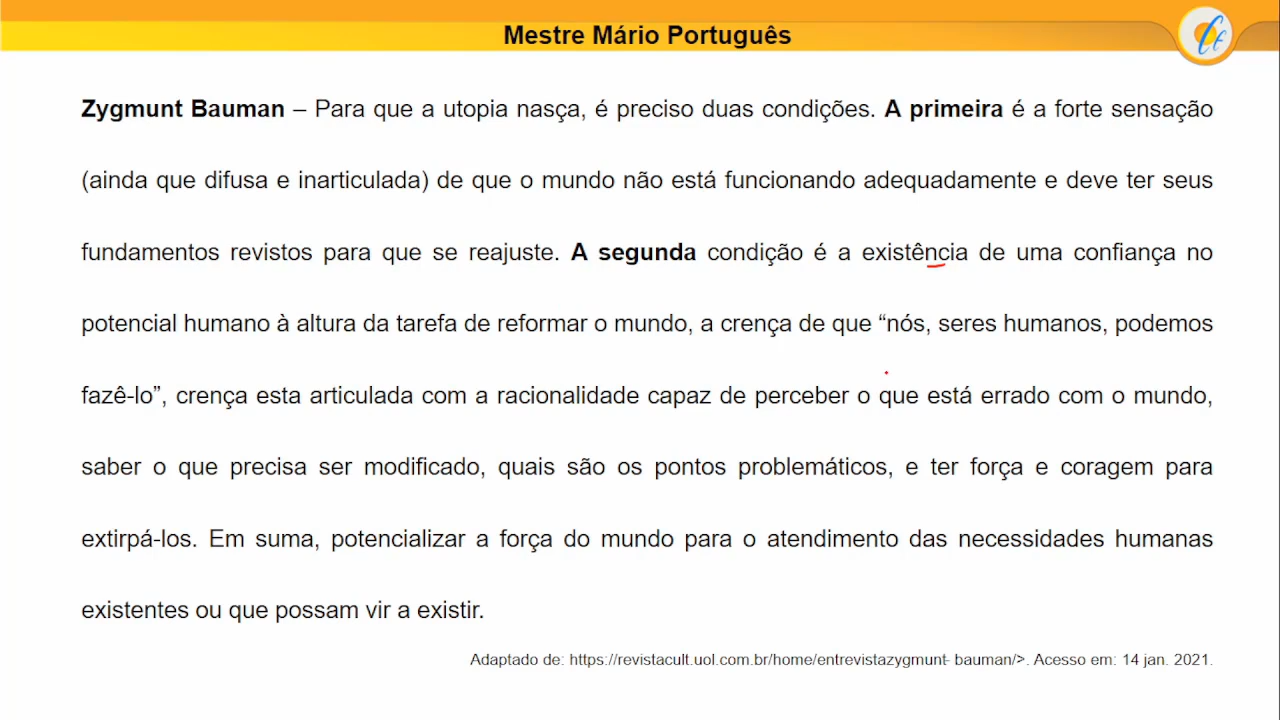 Mestre Mário Português
Zygmunt Bauman – Para que a utopia nasça, é preciso duas condições. A primeira é a forte sensação
(ainda que difusa e inarticulada) de que o mundo não está funcionando adequadamente e deve ter seus
fundamentos revistos para que se reajuste. A segunda condição é a existência de uma confiança no
potencial humano à altura da tarefa de reformar o mundo, a crença de que “nós, seres humanos, podemos
fazê-lo”, crença esta articulada com a racionalidade capaz de perceber o que está errado com o mundo,
saber o que precisa ser modificado, quais são os pontos problemáticos, e ter força e coragem para
extirpá-los. Em suma, potencializar a força do mundo para o atendimento das necessidades humanas
existentes ou que possam vir a existir.
Adaptado de: https://revistacult.uol.com.br/home/entrevistazygmunt- bauman/>. Acesso em: 14 jan. 2021.